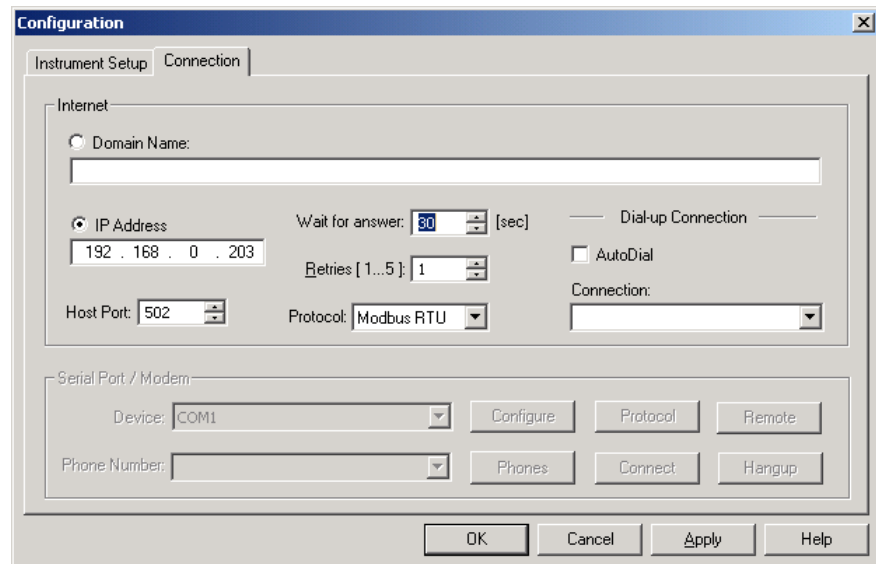 Configuration
Instrument Setup
Connection
Internet
Domain Name:
IP Address
192 . 168 . 0 . 203
Host Port: 502
Wait for answer: 30 [sec]
Retries [ 1...5 ]: 1
Protocol: Modbus RTU
Dial-up Connection
AutoDial
Connection:
Serial Port / Modem
Device: COM1
Configure
Protocol
Remote
Phone Number:
Phones
Connect
Hangup
OK
Cancel
Apply
Help